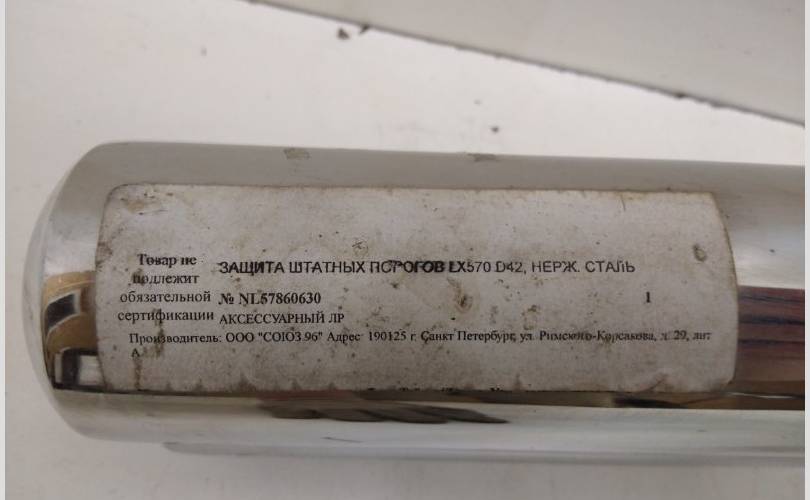 Товар не
подлежит
обязательной
сертификации
ЗАЩИТА ШТАТНЫХ ПОРОГОВ LX570 D42, НЕРЖ. СТАЛЬ
№ NL57860630 1
АКСЕССУАРНЫЙ ЛР
Производитель: ООО "СОЮЗ 96" Адрес: 190125 г. Санкт Петербург, ул. Римского-Корсакова, д. 29, лит
А